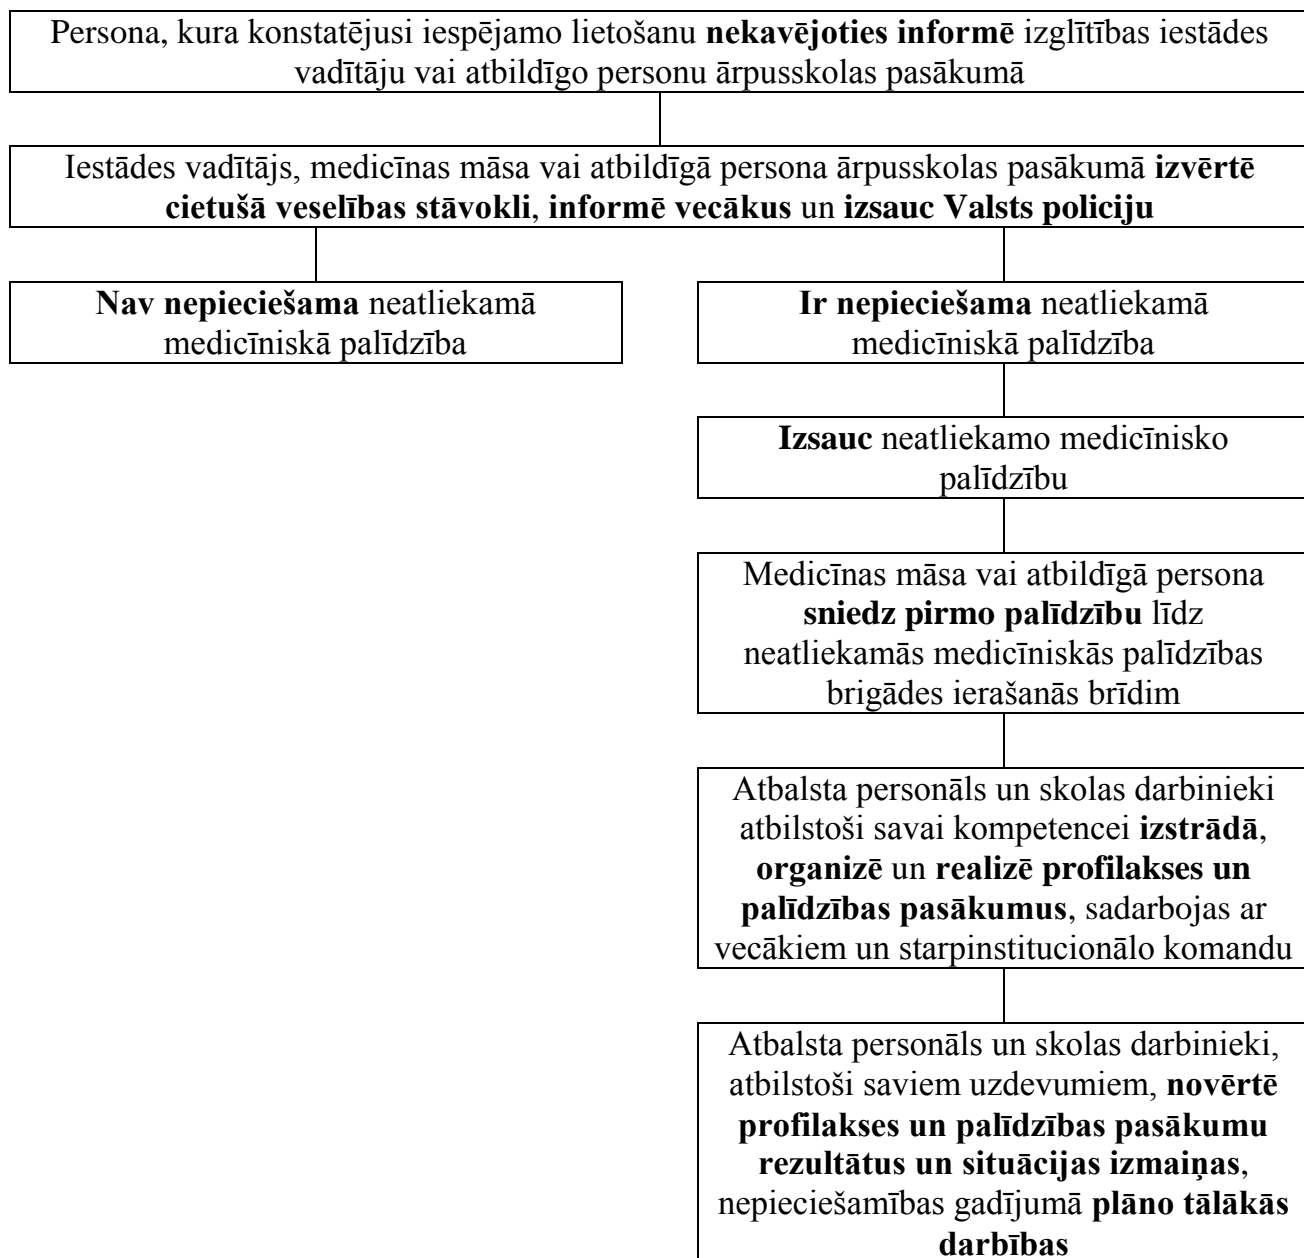 Persona, kura konstatējusi iespējamo lietošanu nekavējoties informē izglītības iestādes
vadītāju vai atbildīgo personu ārpusskolas pasākumā
Iestādes vadītājs, medicīnas māsa vai atbildīgā persona ārpusskolas pasākumā izvērtē
cietušā veselības stāvokli, informē vecākus un izsauc Valsts policiju
Nav nepieciešama neatliekamā
medicīniskā palīdzība
Ir nepieciešama neatliekamā
medicīniskā palīdzība
Izsauc neatliekamo medicīnisko
palīdzību
Medicīnas māsa vai atbildīgā persona
sniedz pirmo palīdzību līdz
neatliekamās medicīniskās palīdzības
brigādes ierašanās brīdim
Atbalsta personāls un skolas darbinieki
atbilstoši savai kompetencei izstrādā,
organizē un realizē profilakses un
palīdzības pasākumus, sadarbojas ar
vecākiem un starpinstitucionālo komandu
Atbalsta personāls un skolas darbinieki,
atbilstoši saviem uzdevumiem, novērtē
profilakses un palīdzības pasākumu
rezultātus un situācijas izmaiņas,
nepieciešamības gadījumā plāno tālākās
darbības